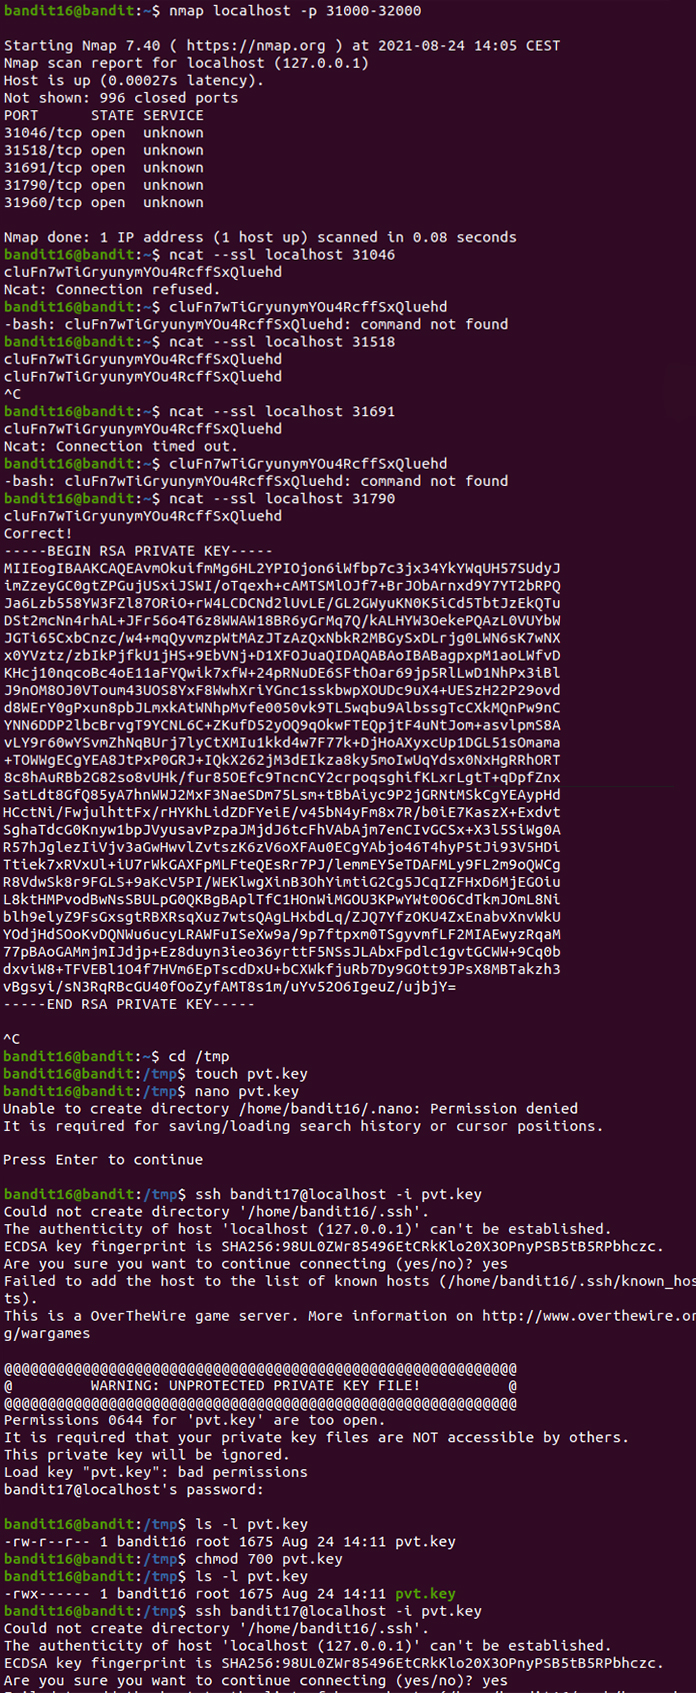 bandit16@bandit:~$ nmap localhost -p 31000-32000
Starting Nmap 7.40 ( https://nmap.org ) at 2021-08-24 14:05 CEST
Nmap scan report for localhost (127.0.0.1)
Host is up (0.00027s latency).
Not shown: 996 closed ports
PORT      STATE SERVICE
31046/tcp open  unknown
31518/tcp open  unknown
31691/tcp open  unknown
31790/tcp open  unknown
31960/tcp open  unknown
Nmap done: 1 IP address (1 host up) scanned in 0.08 seconds
bandit16@bandit:~$ ncat --ssl localhost 31046
cluFn7wTiGryunymYOu4RcffSxQluehd
Ncat: Connection refused.
bandit16@bandit:~$ cluFn7wTiGryunymYOu4RcffSxQluehd
-bash: cluFn7wTiGryunymYOu4RcffSxQluehd: command not found
bandit16@bandit:~$ ncat --ssl localhost 31518
cluFn7wTiGryunymYOu4RcffSxQluehd
cluFn7wTiGryunymYOu4RcffSxQluehd
^C
bandit16@bandit:~$ ncat --ssl localhost 31691
cluFn7wTiGryunymYOu4RcffSxQluehd
Ncat: Connection timed out.
bandit16@bandit:~$ cluFn7wTiGryunymYOu4RcffSxQluehd
-bash: cluFn7wTiGryunymYOu4RcffSxQluehd: command not found
bandit16@bandit:~$ ncat --ssl localhost 31790
cluFn7wTiGryunymYOu4RcffSxQluehd
Correct!
-----BEGIN RSA PRIVATE KEY-----
MIIEogIBAAKCAQEAvmOkuifmMg6HL2YPIOjon6iWfbp7c3jx34YkYWqUH57SUdyJ
imZzeyGC0gtZPGujUSxiJSWI/oTqexh+cAMTSMlOJf7+BrJObArnxd9Y7YT2bRPQ
Ja6Lzb558YW3FZl87ORiO+rW4LCDCNd2lUvLE/GL2GWyuKN0K5iCd5TbtJzEkQTu
DSt2mcNn4rhAL+JFr56o4T6z8WWAW18BR6yGrMq7Q/kALHYW3OekePQAzL0VUYbW
JGTi65CxbCnzc/w4+mqQyvmzpWtMAzJTzAzQxNbkR2MBGySxDLrjg0LWN6sK7wNX
x0YVztz/zbIkPjfkU1jHS+9EbVNj+D1XFOJuaQIDAQABAoIBABagpxpM1aoLWfvD
KHcj10nqcoBc4oE11aFYQwik7xfW+24pRNuDE6SFthOar69jp5RlLwD1NhPx3iBl
J9nOM8OJ0VToum43UOS8YxF8WwhXriYGnc1sskbwpXOUDc9uX4+UESzH22P29ovd
d8WErY0gPxun8pbJLmxkAtWNhpMvfe0050vk9TL5wqbu9AlbssgTcCXkMQnPw9nC
YNN6DDP2lbcBrvgT9YCNL6C+ZKufD52yOQ9qOkwFTEQpjtF4uNtJom+asvlpmS8A
vLY9r60wYSvmZhNqBUrj7lyCtXMIu1kkd4w7F77k+DjHoAXyxcUp1DGL51sOmama
+TOWWgECgYEA8JtPxP0GRJ+IQkX262jM3dEIkza8ky5moIwUqYdsx0NxHgRRhORT
8c8hAuRBb2G82so8vUHk/fur85OEfc9TncnCY2crpoqsghifKLxrLgtT+qDpfZnx
SatLdt8GfQ85yA7hnWWJ2MxF3NaeSDm75Lsm+tBbAiyc9P2jGRNtMSkCgYEAypHd
HCctNi/FwjulhttFx/rHYKhLidZDFYeiE/v45bN4yFm8x7R/b0iE7KaszX+Exdvt
SghaTdcG0Knyw1bpJVyusavPzpaJMjdJ6tcFhVAbAjm7enCIvGCSx+X3l5SiWg0A
R57hJglezIiVjv3aGwHwvlZvtszK6zV6oXFAu0ECgYAbjo46T4hyP5tJi93V5HDi
Ttiek7xRVxUl+iU7rWkGAXFpMLFteQEsRr7PJ/lemmEY5eTDAFMLy9FL2m9oQWCg
R8VdwSk8r9FGLS+9aKcV5PI/WEKlwgXinB3OhYimtiG2Cg5JCqIZFHxD6MjEGOiu
L8ktHMPvodBwNsSBULpG0QKBgBAplTfC1HOnWiMGOU3KPwYWt0O6CdTkmJOmL8Ni
blh9elyZ9FsGxsgtRBXRsqXuz7wtsQAgLHxbdLq/ZJQ7YfzOKU4ZxEnabvXnvWkU
YOdjHdSOoKvDQNWu6ucyLRAWFuISeXw9a/9p7ftpxm0TSgyvmfLF2MIAEwyzRqaM
77pBAoGAMmjmIJdjp+Ez8duyn3ieo36yrttF5NSsJLAbxFpdlc1gvtGCWW+9Cq0b
dxviW8+TFVEBl1O4f7HVm6EpTscdDxU+bCXWkfjuRb7Dy9GOtt9JPsX8MBTakzh3
vBgsyi/sN3RqRBcGU40fOoZyfAMT8s1m/uYv52O6IgeuZ/ujbjY=
-----END RSA PRIVATE KEY-----
^C
bandit16@bandit:~$ cd /tmp
bandit16@bandit:/tmp$ touch pvt.key
bandit16@bandit:/tmp$ nano pvt.key
Unable to create directory /home/bandit16/.nano: Permission denied
It is required for saving/loading search history or cursor positions.
Press Enter to continue
bandit16@bandit:/tmp$ ssh bandit17@localhost -i pvt.key
Could not create directory '/home/bandit16/.ssh'.
The authenticity of host 'localhost (127.0.0.1)' can't be established.
ECDSA key fingerprint is SHA256:98UL0ZWr85496EtCRkKlo20X3OPnyPSB5tB5RPbhczc.
Are you sure you want to continue connecting (yes/no)? yes
Failed to add the host to the list of known hosts (/home/bandit16/.ssh/known_hos
ts).
This is a OverTheWire game server. More information on http://www.overthewire.or
g/wargames
@@@@@@@@@@@@@@@@@@@@@@@@@@@@@@@@@@@@@@@@@@@@@@@@@@@@@@@@@@@
@         WARNING: UNPROTECTED PRIVATE KEY FILE!          @
@@@@@@@@@@@@@@@@@@@@@@@@@@@@@@@@@@@@@@@@@@@@@@@@@@@@@@@@@@@
Permissions 0644 for 'pvt.key' are too open.
It is required that your private key files are NOT accessible by others.
This private key will be ignored.
Load key "pvt.key": bad permissions
bandit17@localhost's password:
bandit16@bandit:/tmp$ ls -l pvt.key
-rw-r--r-- 1 bandit16 root 1675 Aug 24 14:11 pvt.key
bandit16@bandit:/tmp$ chmod 700 pvt.key
bandit16@bandit:/tmp$ ls -l pvt.key
-rwx------ 1 bandit16 root 1675 Aug 24 14:11 pvt.key
bandit16@bandit:/tmp$ ssh bandit17@localhost -i pvt.key
Could not create directory '/home/bandit16/.ssh'.
The authenticity of host 'localhost (127.0.0.1)' can't be established.
ECDSA key fingerprint is SHA256:98UL0ZWr85496EtCRkKlo20X3OPnyPSB5tB5RPbhczc.
Are you sure you want to continue connecting (yes/no)? yes